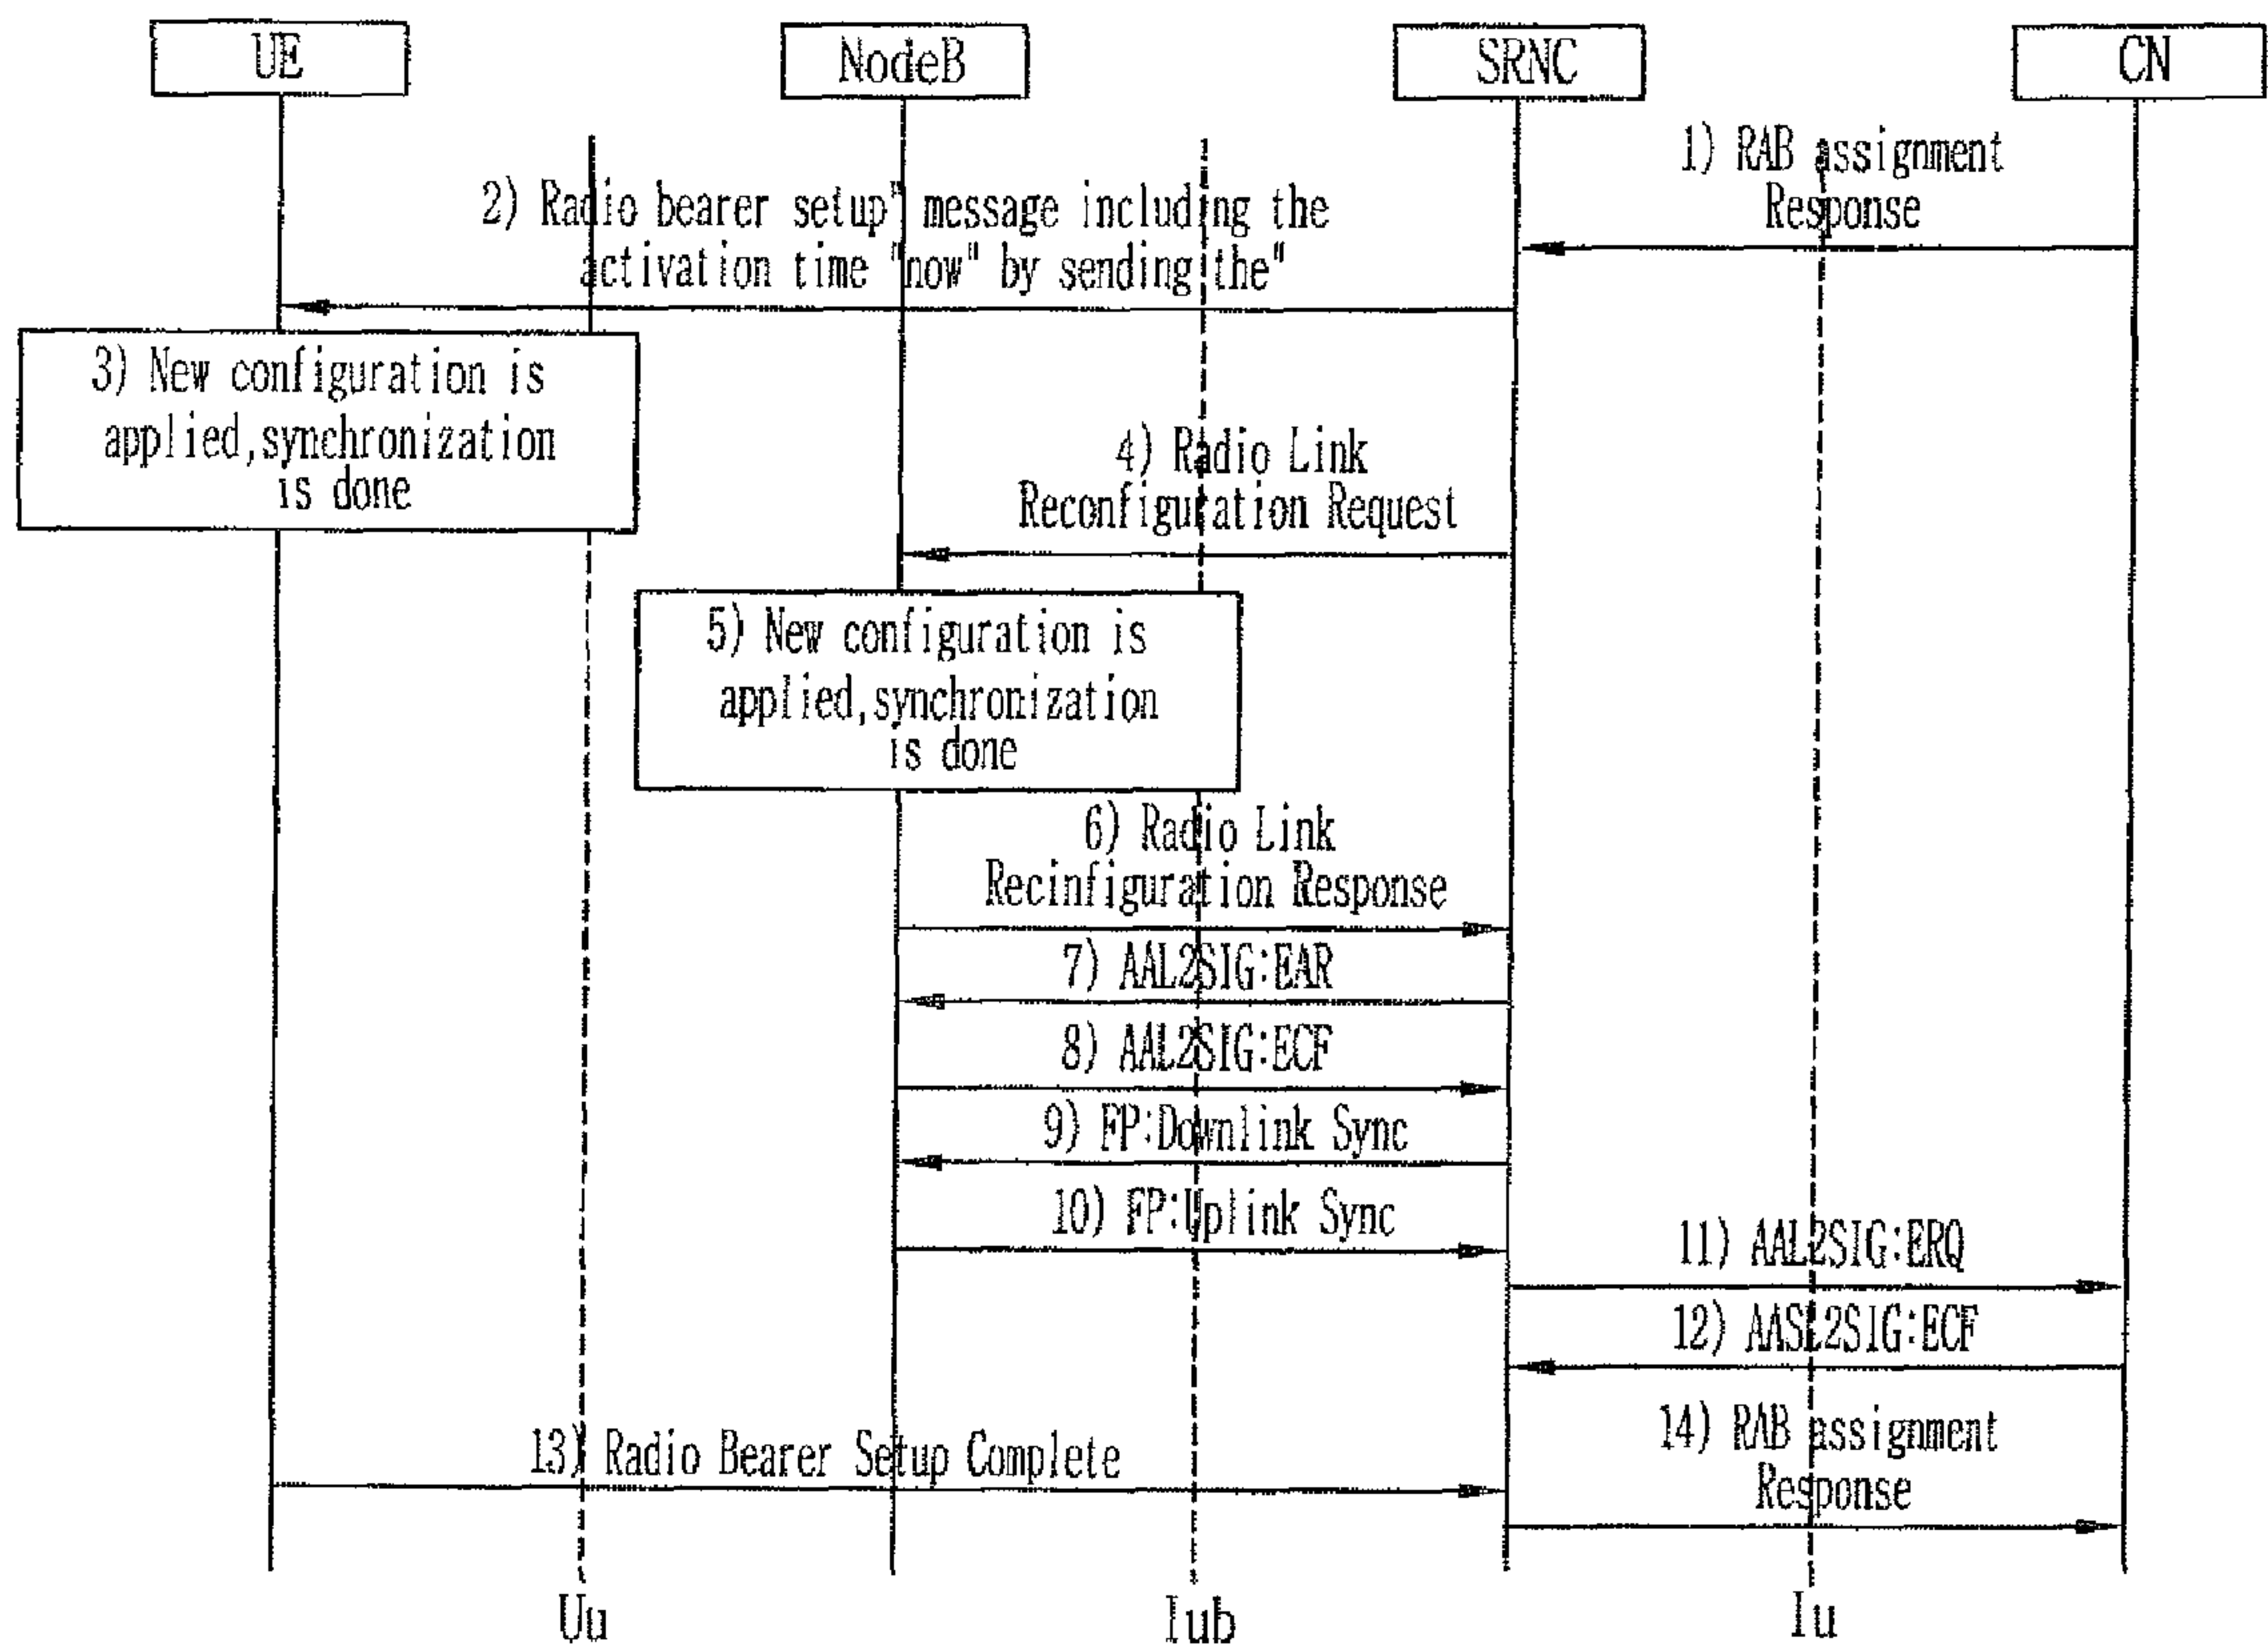 UE
NodeB
SRNC
CN
1) RAB assignment
Response
2) Radio bearer setup" message including the
activation time "now" by sending the"
3) New configuration is
applied,synchronization
is done
4) Radio Link
Reconfiguration Request
5) New configuration is
applied,synchronization
is done
6) Radio Link
Recinfiguration Response
7) AAL2SIG:EAR
8) AAL2SIG:ECF
9) FP:Downlink Sync
10) FP:Uplink Sync
11) AAL2SIG:ERQ
12) AASL2SIG:ECF
13) Radio Bearer Setup Complete
14) RAB assignment
Response
Uu
Iub
Iu